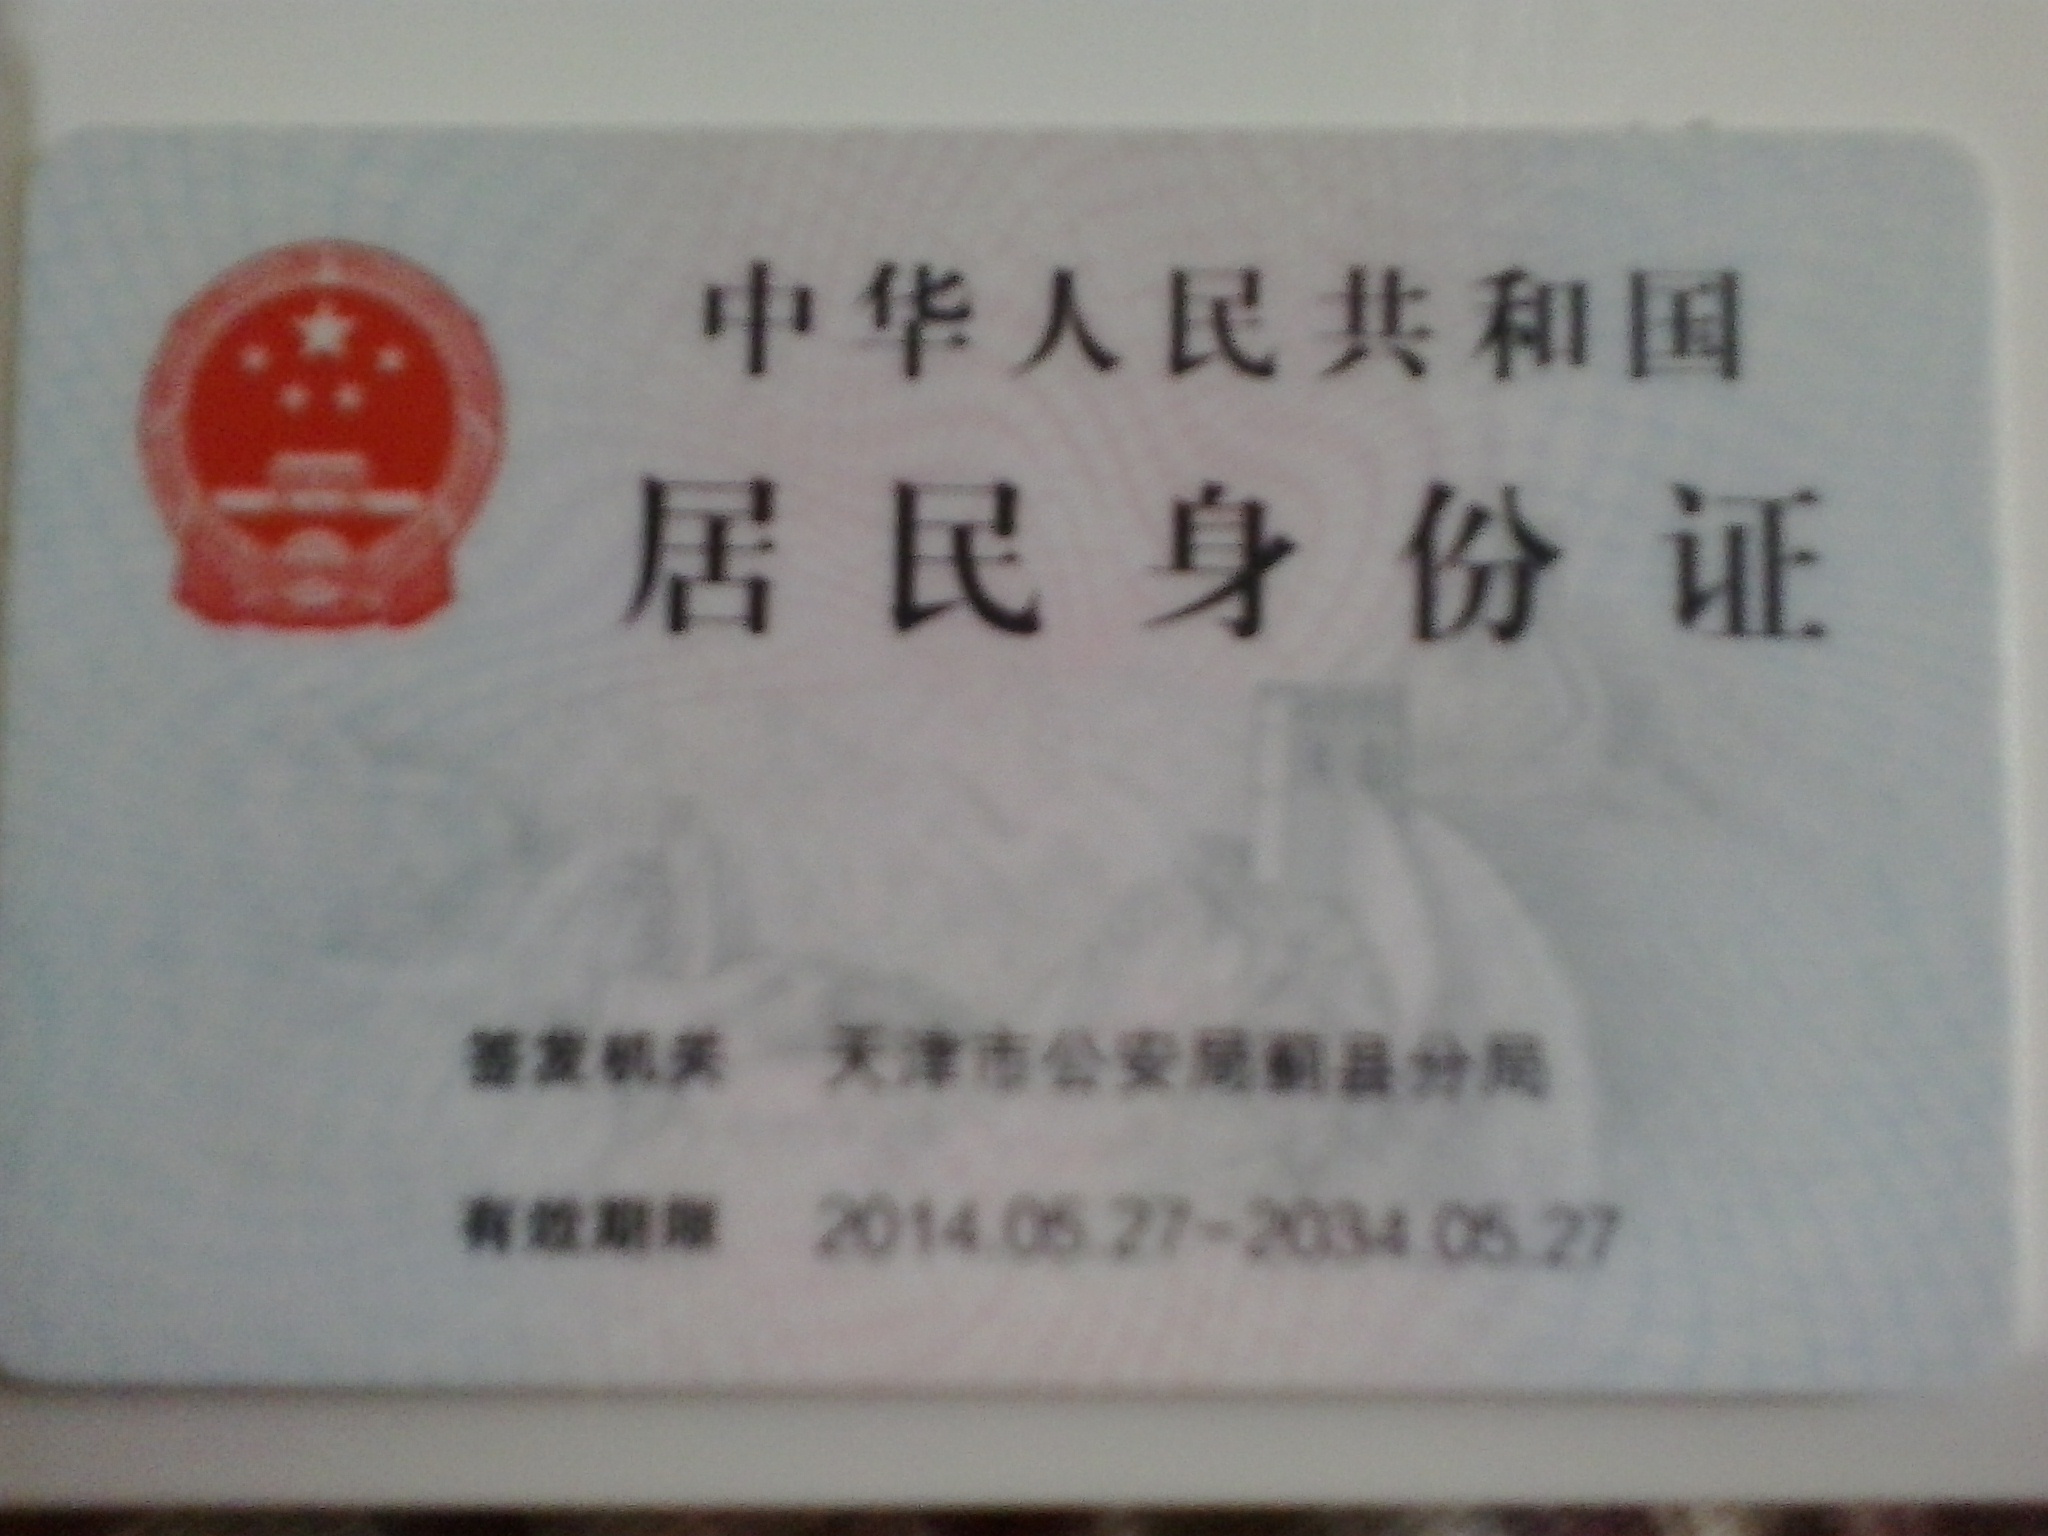 中华人民共和国
居民身份证
签发机关 天津市公安局蓟县分局
有效期限 2014.05.27-2034.05.27